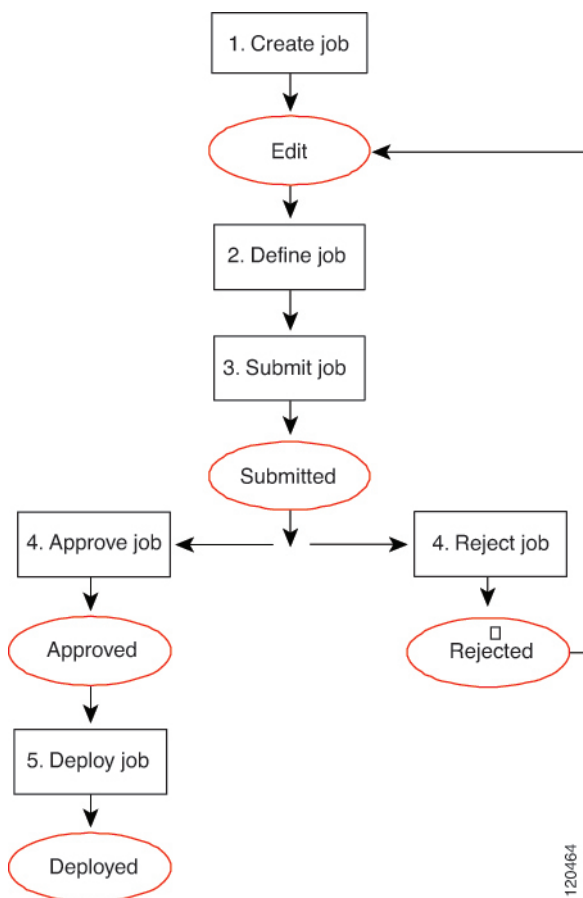 1. Create job
Edit
2. Define job
3. Submit job
Submitted
4. Approve job
4. Reject job
Approved
Rejected
5. Deploy job
Deployed
120464